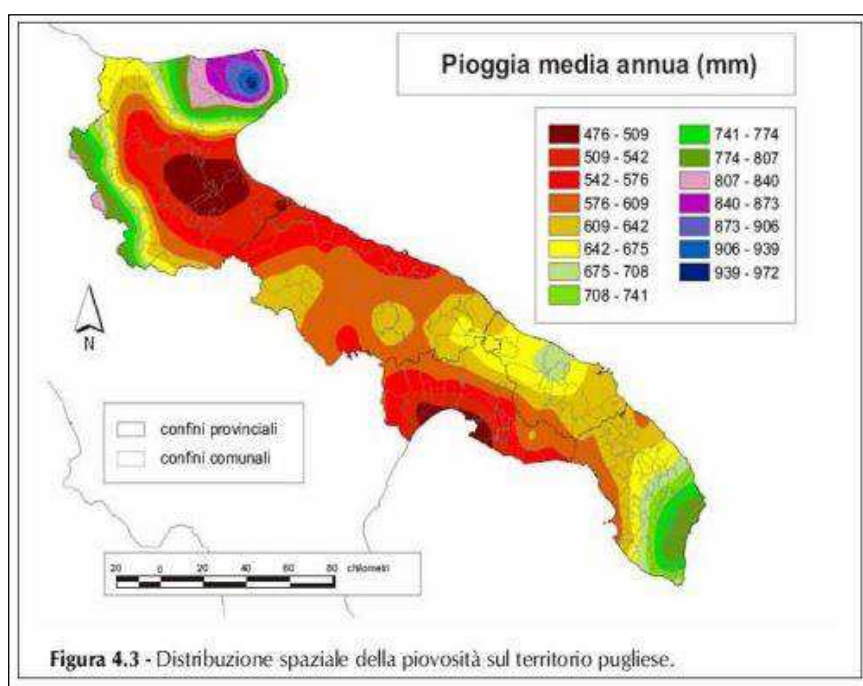 Pioggia media annua (mm)
476 - 509
509 - 542
542 - 576
576 - 609
609 - 642
642 - 675
675 - 708
708 - 741
741 - 774
774 - 807
807 - 840
840 - 873
873 - 906
906 - 939
939 - 972
N
confini provinciali
confini comunali
20 0 20 40 60 80 chilometri
Figura 4.3 - Distribuzione spaziale della piovosità sul territorio pugliese.